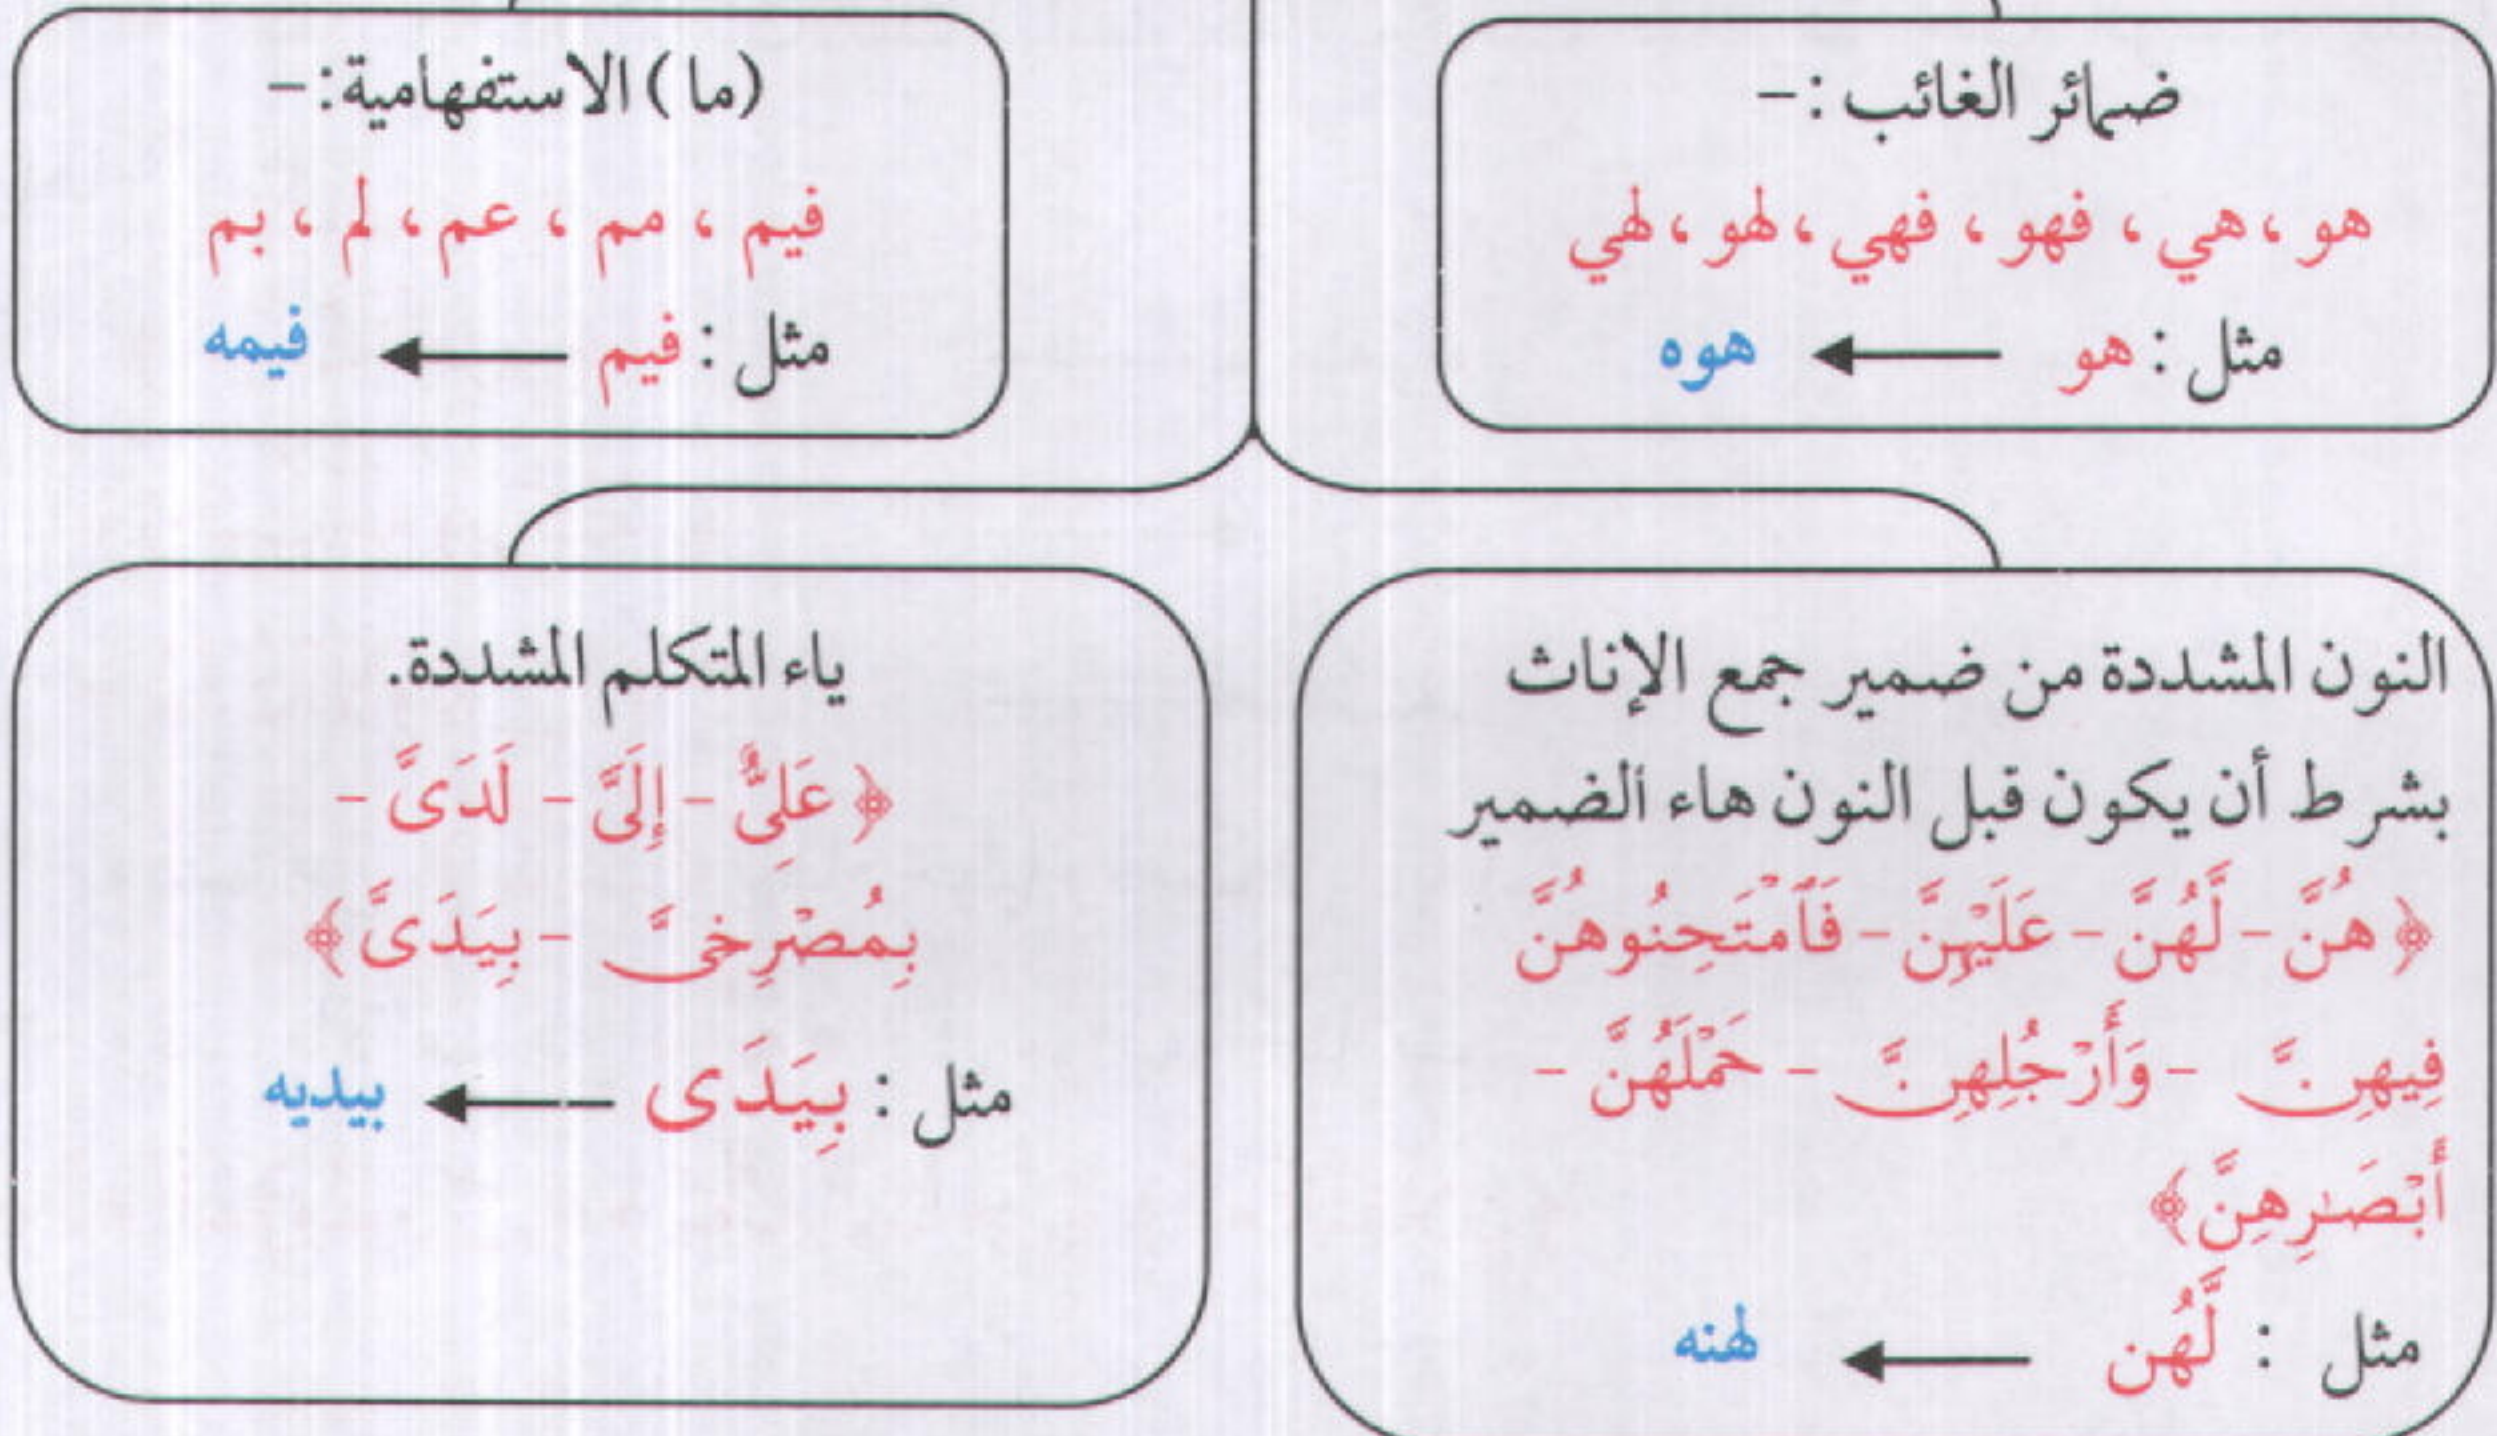 ضمائر الغائب :-
هو ، هي ، فهو ، فهي ، لهو ، لهي
مثل : هو ← هوه
(ما) الاستفهامية:-
فيم ، مم ، عم ، لم ، بم
مثل : فيم ← فيمه
النون المشددة من ضمير جمع الإناث
بشرط أن يكون قبل النون هاء الضمير
﴿ هُنَّ - لَّهُنَّ - عَلَيْهِنَّ - فَٱمْتَحِنُوهُنَّ
فِيهِنَّ - وَأَرْجُلِهِنَّ - حَمْلَهُنَّ -
أَبْصَـٰرِهِنَّ ﴾
مثل : لَّهُن ← لهنه
ياء المتكلم المشددة.
﴿ عَلِىٌّ - إِلَىَّ - لَدَىَّ -
بِمُصْرِخِىَّ - بِيَدَىَّ ﴾
مثل : بِيَدَى ← بيديه